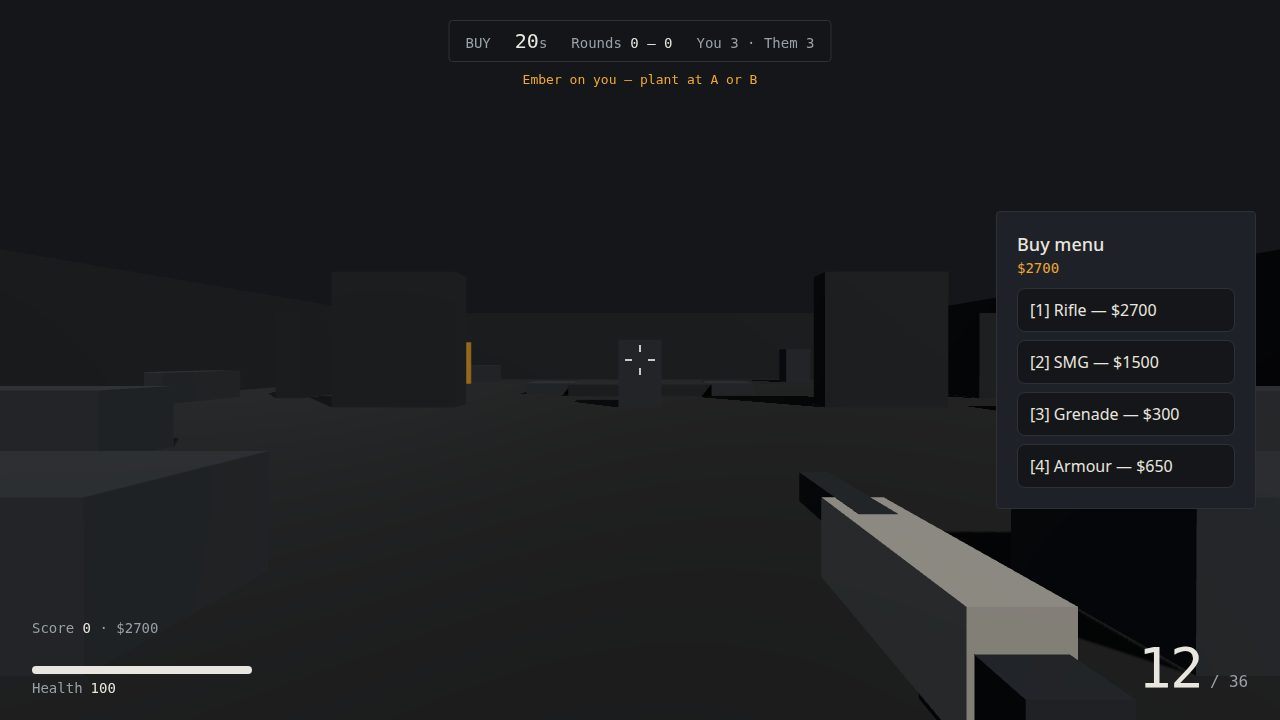 BUY 20s Rounds 0 — 0 You 3 · Them 3
Ember on you — plant at A or B
Buy menu
$2700
[1] Rifle — $2700
[2] SMG — $1500
[3] Grenade — $300
[4] Armour — $650
Score 0 · $2700
Health 100
12 / 36